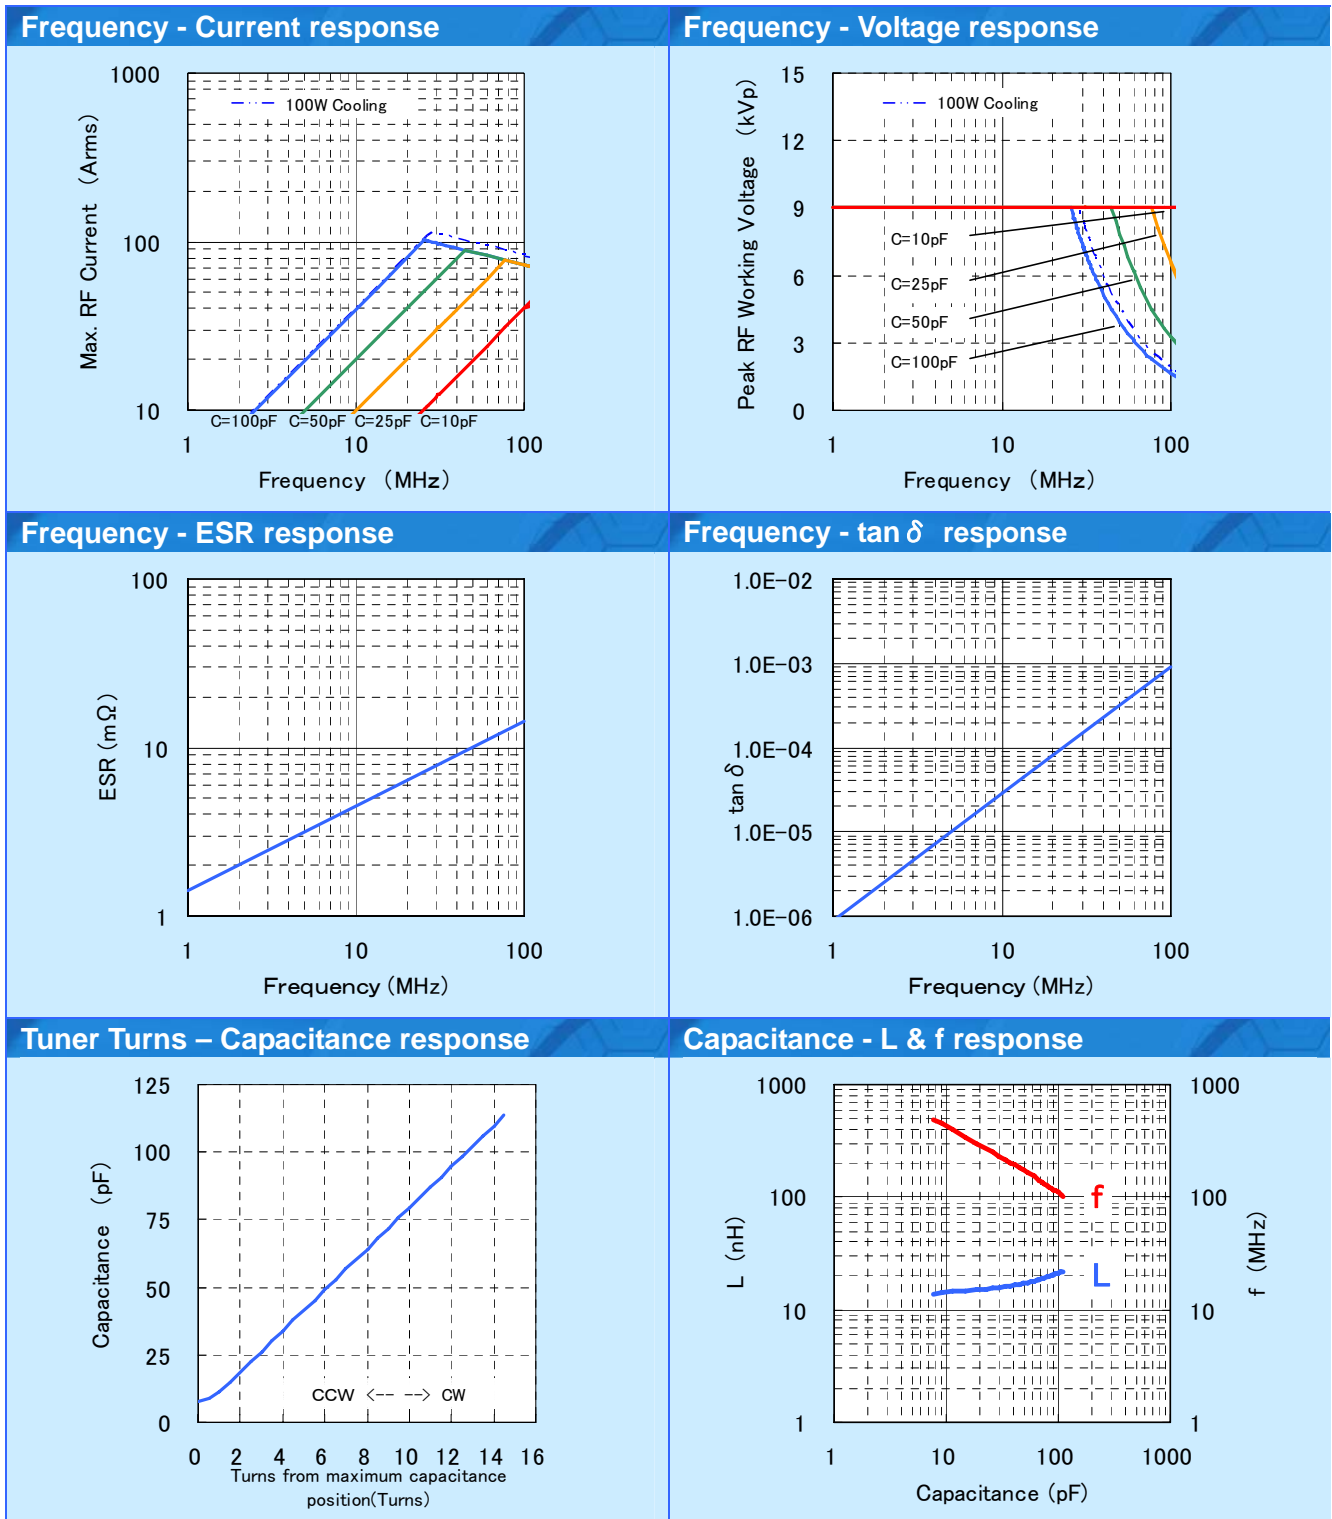 Frequency - Current response
1000
100
10
Max. RF Current (Arms)
100W Cooling
C=100pF C=50pF C=25pF C=10pF
1 10 100
Frequency (MHz)
Frequency - Voltage response
15
12
9
6
3
0
Peak RF Working Voltage (kVp)
100W Cooling
C=10pF
C=25pF
C=50pF
C=100pF
1 10 100
Frequency (MHz)
Frequency - ESR response
100
10
1
ESR (mΩ)
1 10 100
Frequency (MHz)
Frequency - tan δ response
1.0E-02
1.0E-03
1.0E-04
1.0E-05
1.0E-06
tan δ
1 10 100
Frequency (MHz)
Tuner Turns – Capacitance response
125
100
75
50
25
0
Capacitance (pF)
CCW <-- --> CW
0 2 4 6 8 10 12 14 16
Turns from maximum capacitance
position(Turns)
Capacitance - L & f response
1000
100
10
1
L (nH)
f
L
1000
100
10
1
f (MHz)
1 10 100 1000
Capacitance (pF)